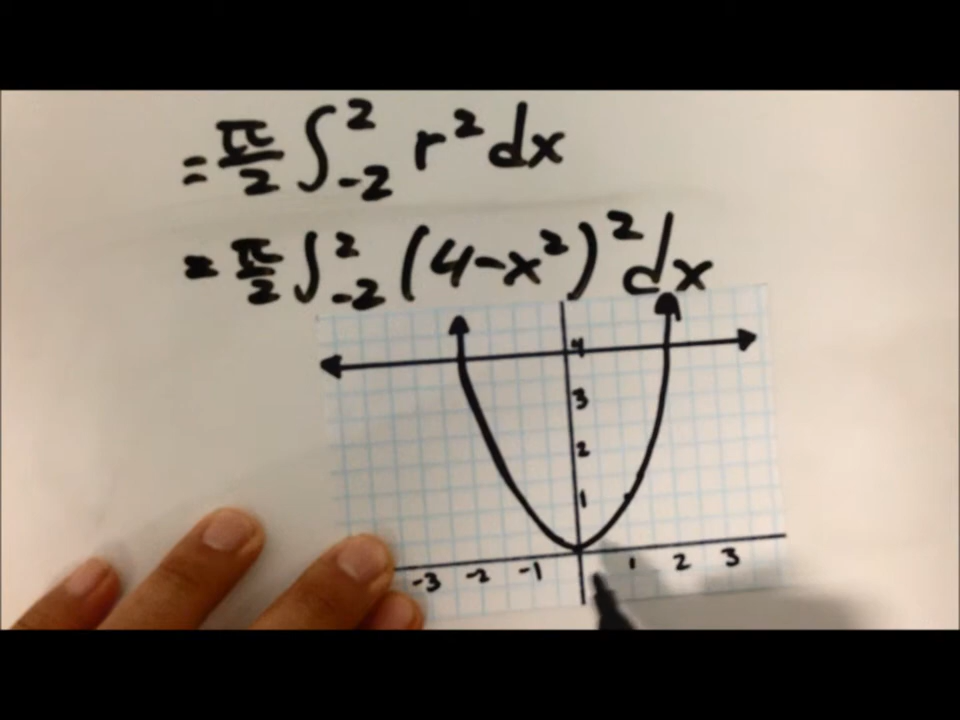 = π/2 ∫_{-2}^{2} r² dx
= π/2 ∫_{-2}^{2} (4-x²)² dx
4
3
2
1
-3 -2 -1 1 2 3